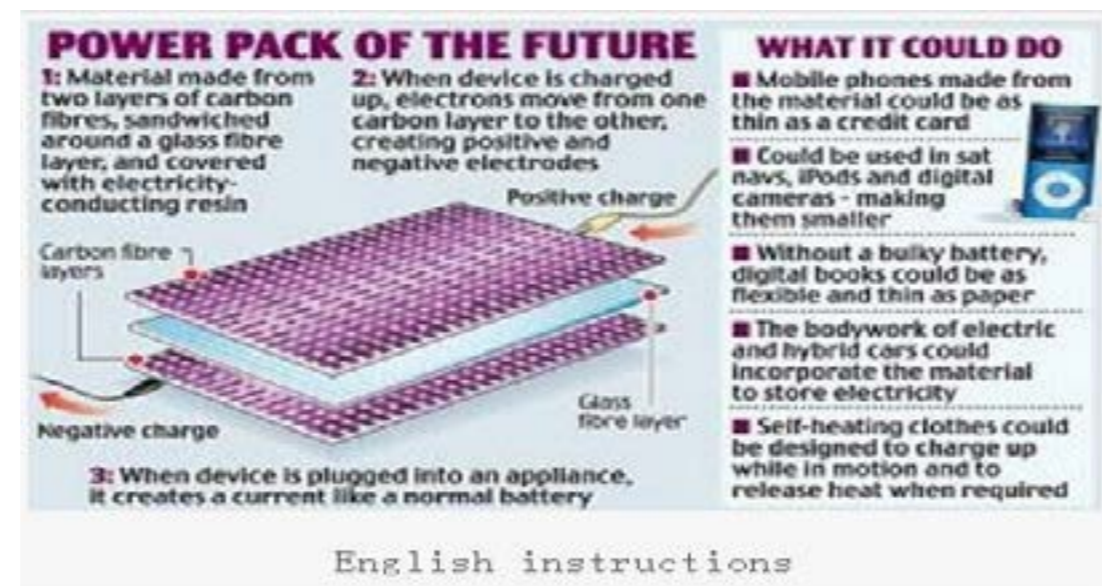 POWER PACK OF THE FUTURE
1: Material made from
two layers of carbon
fibres, sandwiched
around a glass fibre
layer, and covered
with electricity-
conducting resin
2: When device is charged
up, electrons move from one
carbon layer to the other,
creating positive and
negative electrodes
Positive charge
Carbon fibre
layers
Glass
fibre layer
Negative charge
3: When device is plugged into an appliance,
it creates a current like a normal battery
WHAT IT COULD DO
■ Mobile phones made from
the material could be as
thin as a credit card
■ Could be used in sat
navs, iPods and digital
cameras - making
them smaller
■ Without a bulky battery,
digital books could be as
flexible and thin as paper
■ The bodywork of electric
and hybrid cars could
incorporate the material
to store electricity
■ Self-heating clothes could
be designed to charge up
while in motion and to
release heat when required
English instructions